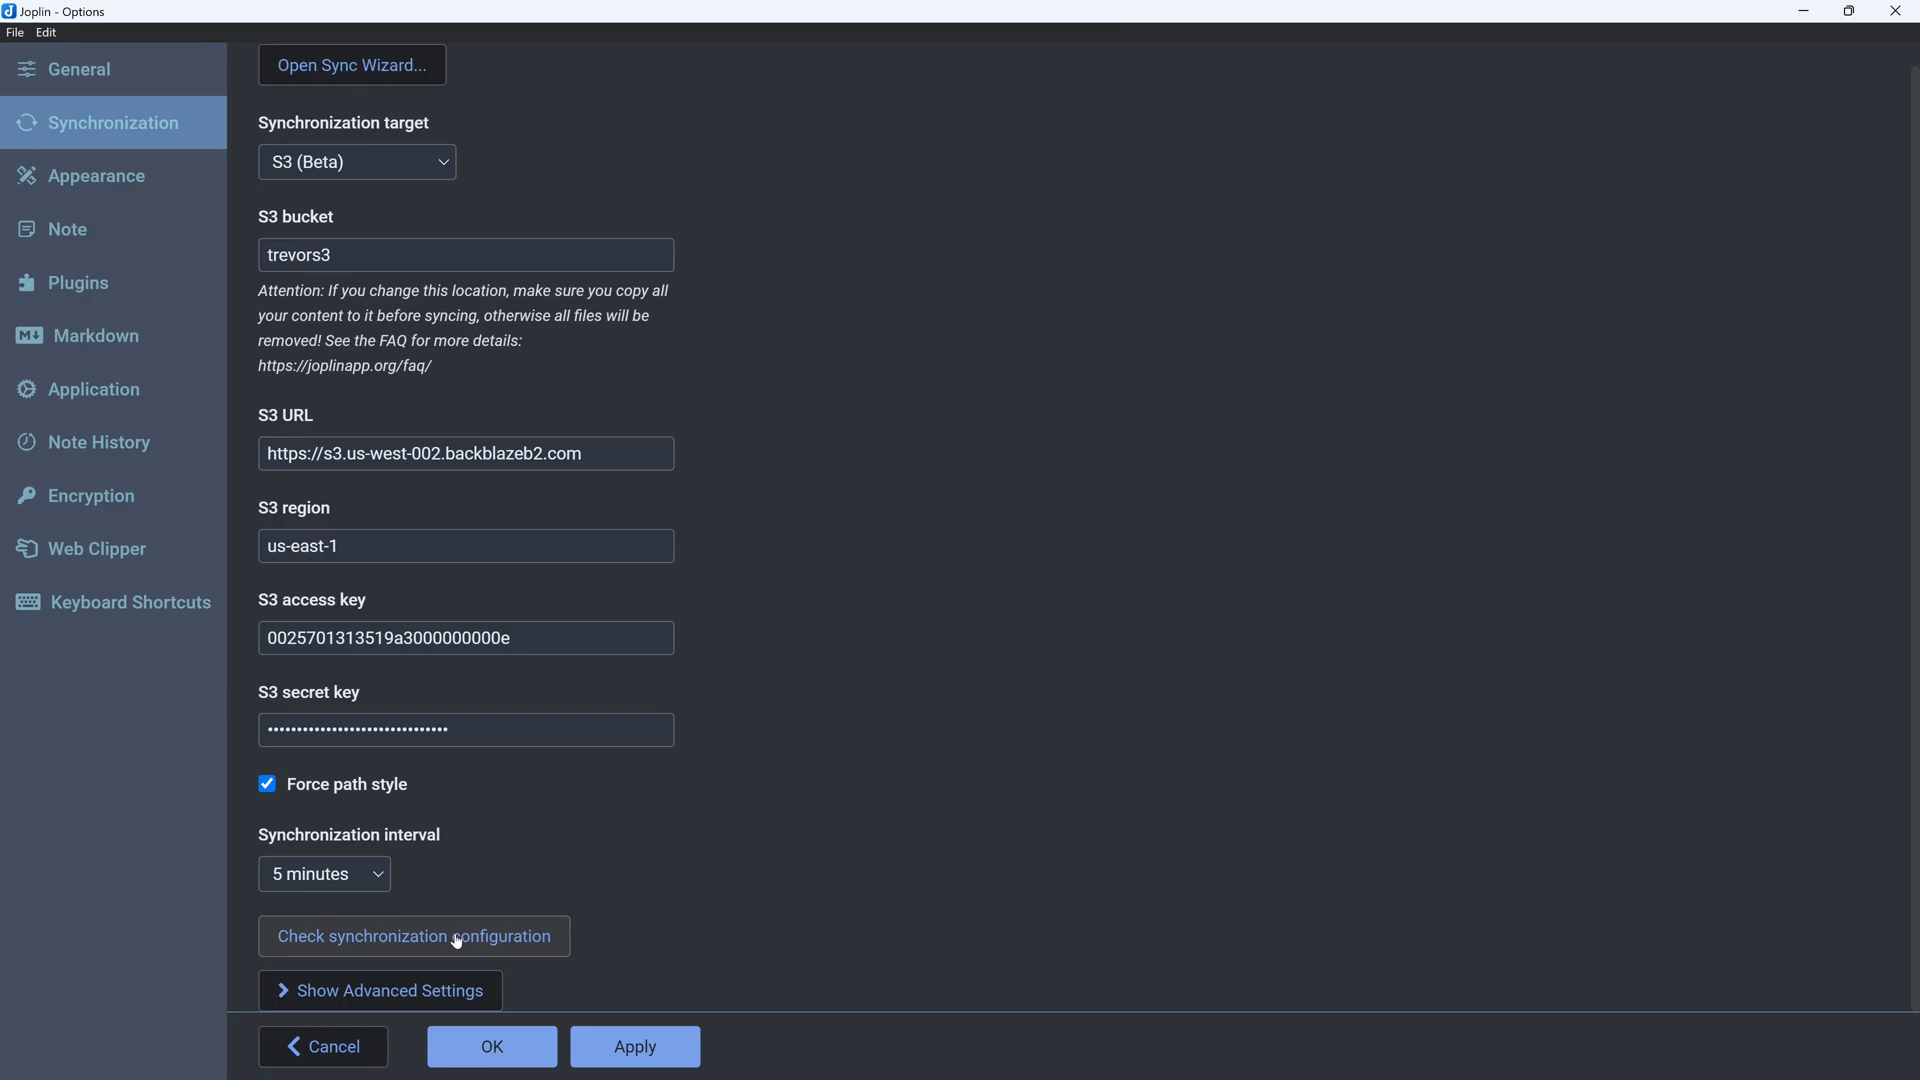 Joplin - Options
File Edit
General
Synchronization
Appearance
Note
Plugins
Markdown
Application
Note History
Encryption
Web Clipper
Keyboard Shortcuts
Open Sync Wizard...
Synchronization target
S3 (Beta)
S3 bucket
trevors3
Attention: If you change this location, make sure you copy all
your content to it before syncing, otherwise all files will be
removed! See the FAQ for more details:
https://joplinapp.org/faq/
S3 URL
https://s3.us-west-002.backblazeb2.com
S3 region
us-east-1
S3 access key
0025701313519a3000000000e
S3 secret key
•••••••••••••••••••••••••••••••
Force path style
Synchronization interval
5 minutes
Check synchronization configuration
Show Advanced Settings
Cancel OK Apply